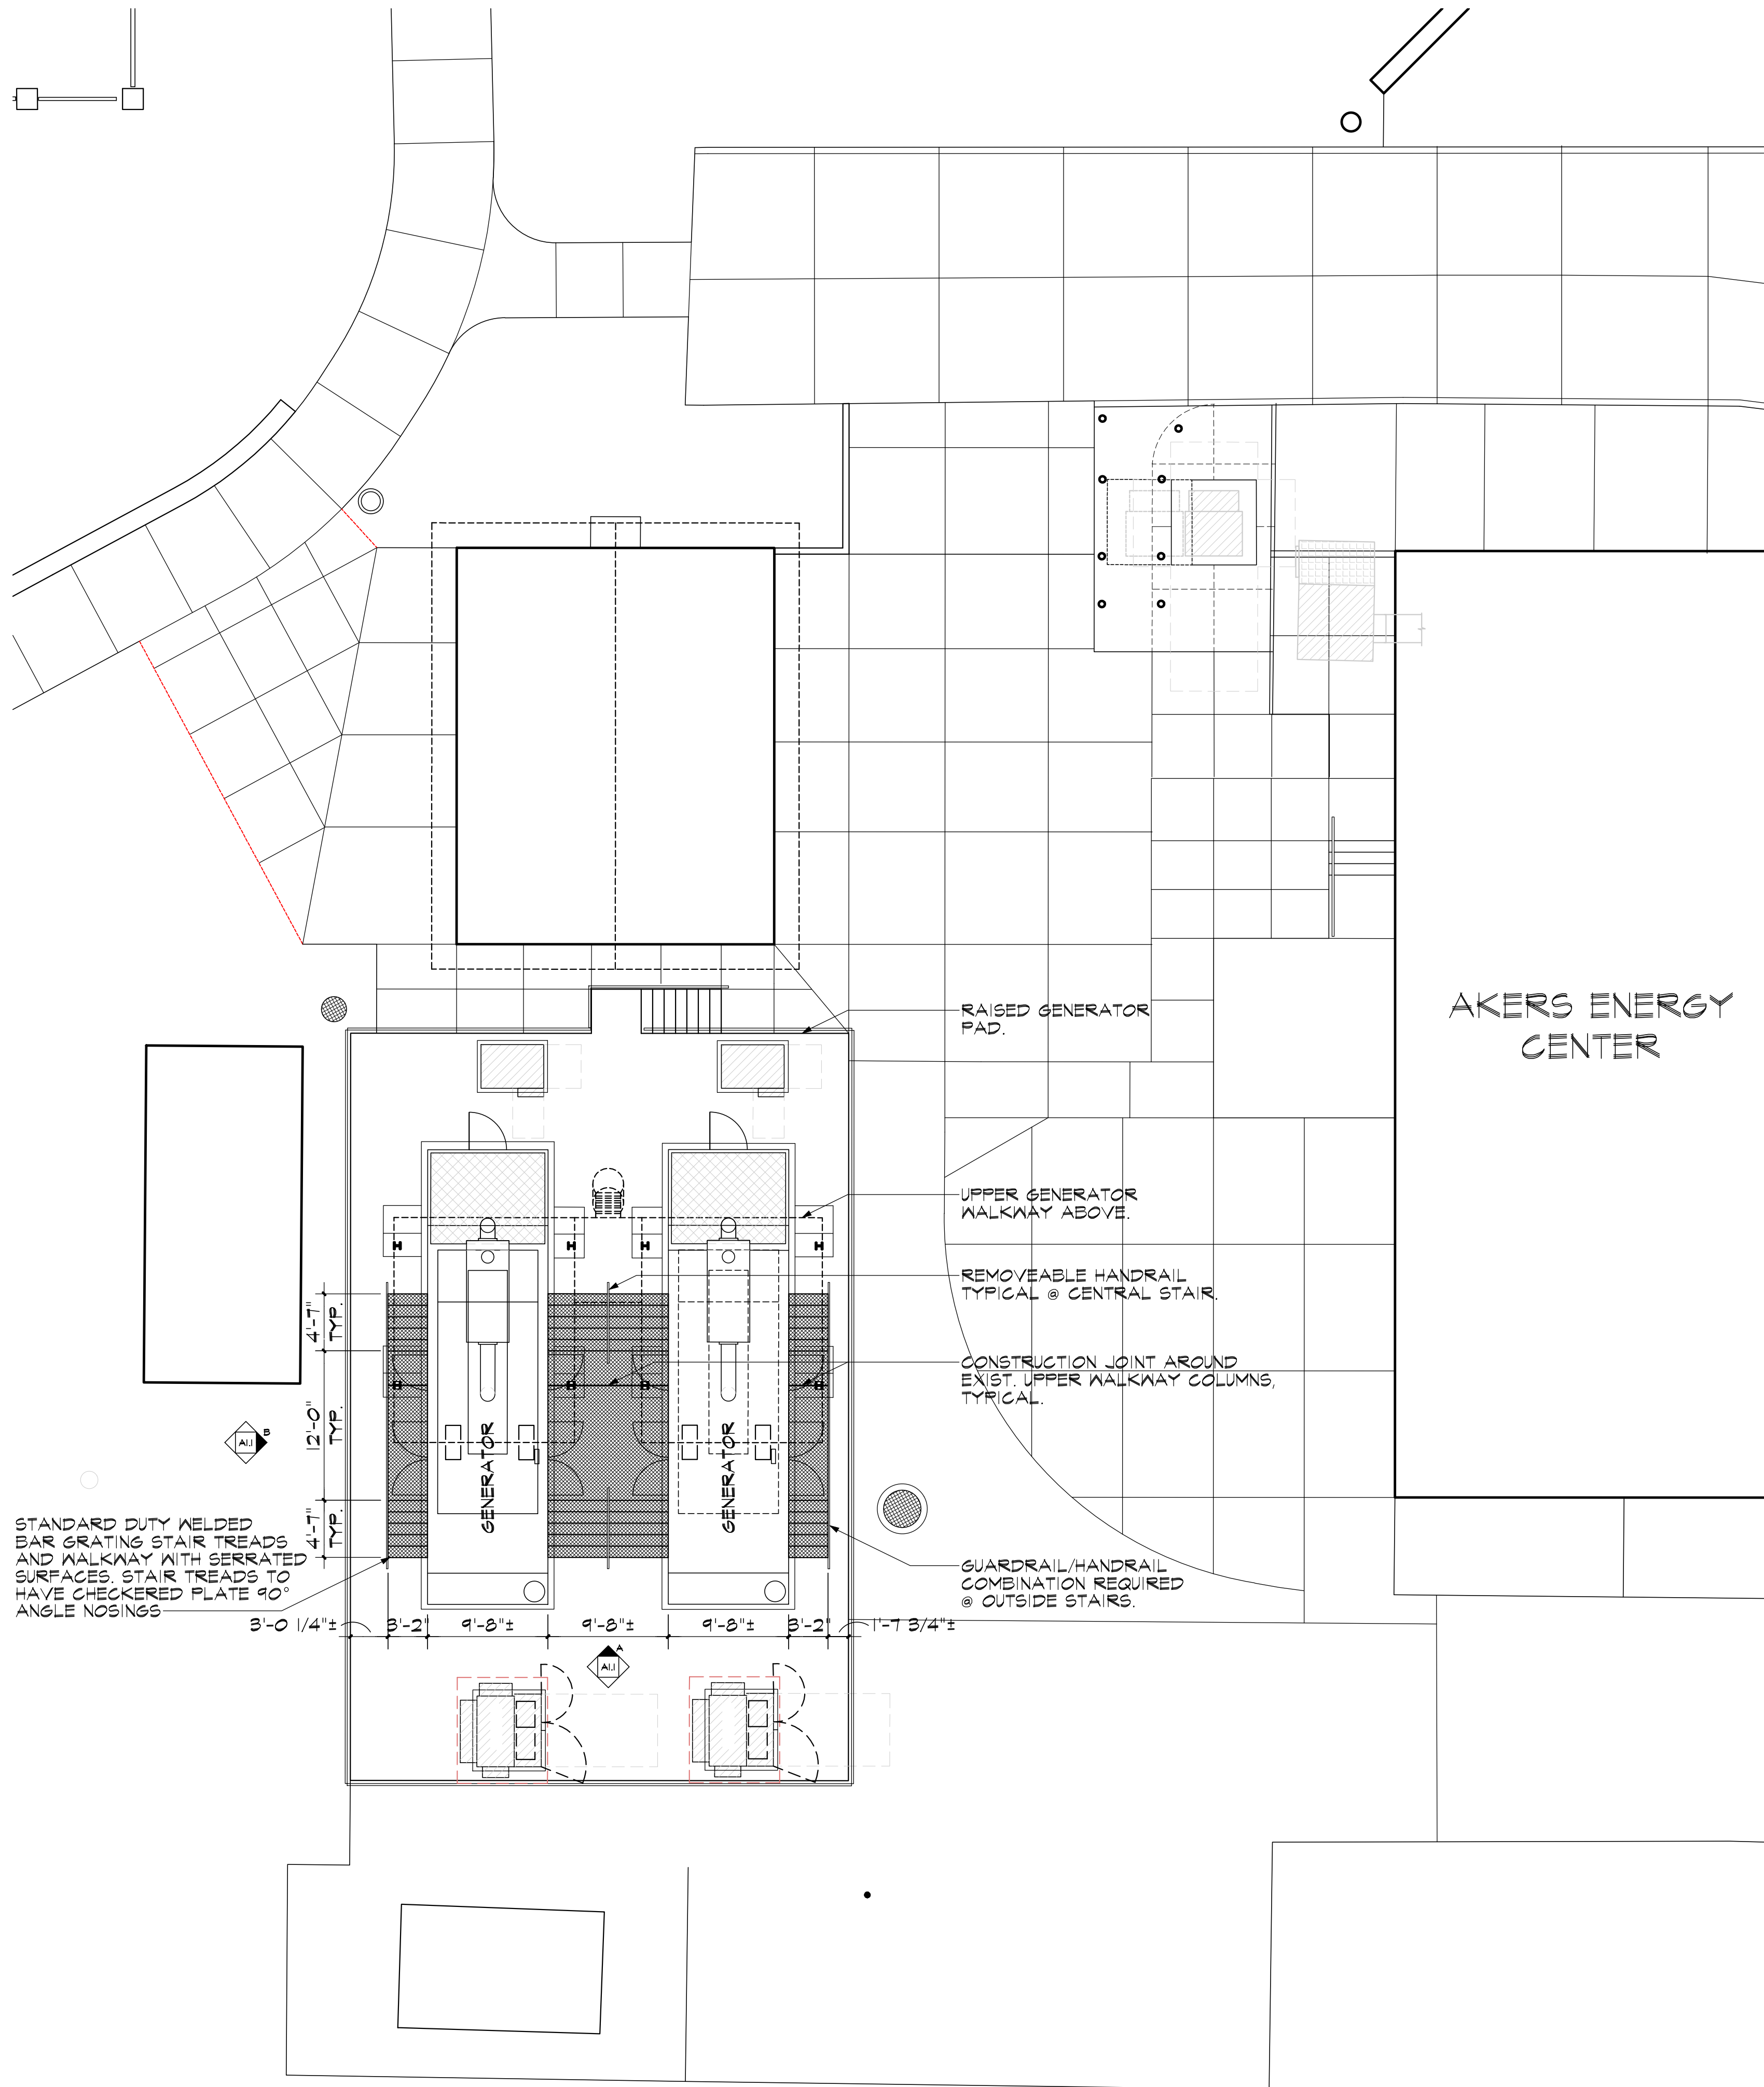 RAISED GENERATOR
PAD.
AKERS ENERGY
CENTER
UPPER GENERATOR
WALKWAY ABOVE.
REMOVEABLE HANDRAIL
TYPICAL @ CENTRAL STAIR.
CONSTRUCTION JOINT AROUND
EXIST. UPPER WALKWAY COLUMNS,
TYPICAL.
4'-7"
TYP.
12'-0"
TYP.
4'-7"
TYP.
GENERATOR
GENERATOR
B
A1.1
STANDARD DUTY WELDED
BAR GRATING STAIR TREADS
AND WALKWAY WITH SERRATED
SURFACES. STAIR TREADS TO
HAVE CHECKERED PLATE 90°
ANGLE NOSINGS
GUARDRAIL/HANDRAIL
COMBINATION REQUIRED
@ OUTSIDE STAIRS.
3'-0 1/4"±
3'-2"
9'-8"±
9'-8"±
9'-8"±
3'-2"
1'-7 3/4"±
A
A1.1